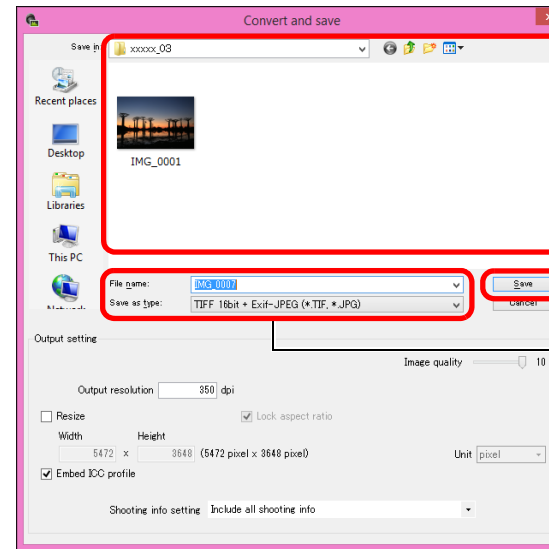 Convert and save
Save in: xxxxx_03
Recent places
Desktop
Libraries
This PC
IMG_0001
File name: IMG_0007
Save as type: TIFF 16bit + Exif-JPEG (*.TIF, *.JPG)
Save
Cancel
Network
Output setting
Image quality 10
Output resolution 350 dpi
Resize
Lock aspect ratio
Width Height
5472 x 3648 (5472 pixel x 3648 pixel)
Unit pixel
Embed ICC profile
Shooting info setting Include all shooting info